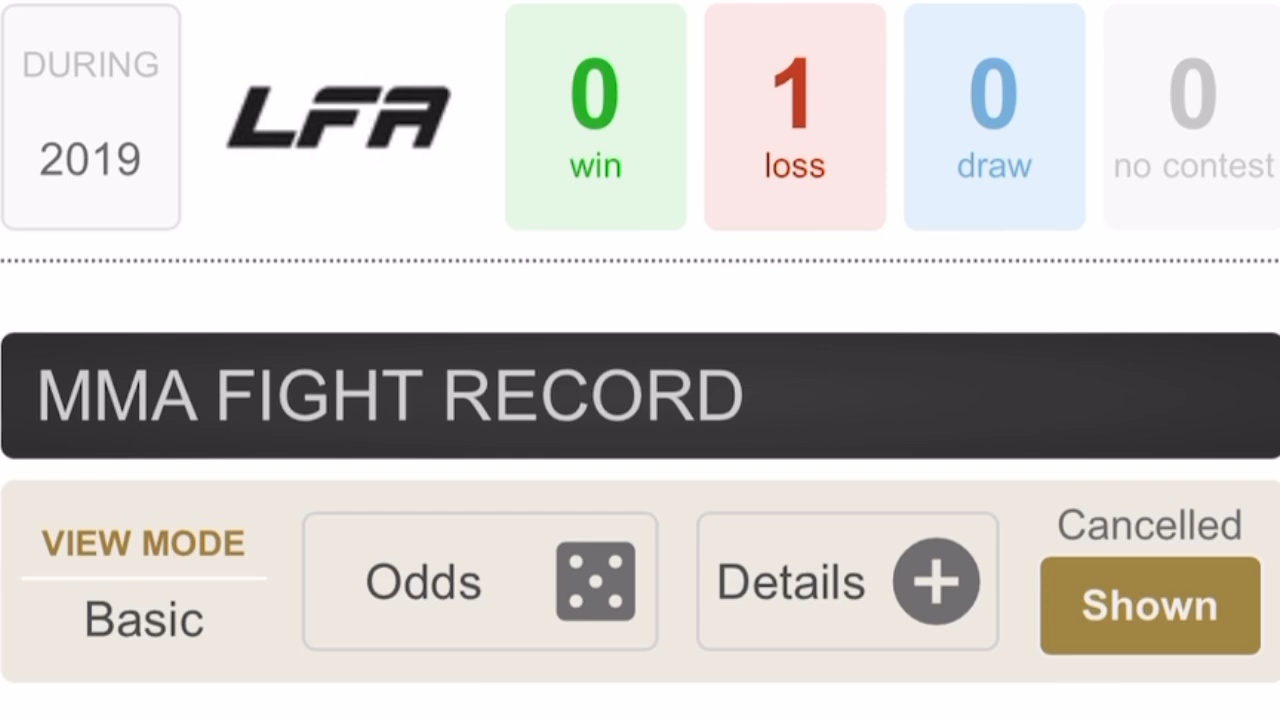 DURING
2019
LFA
0
win
1
loss
0
draw
0
no contest
MMA FIGHT RECORD
VIEW MODE
Basic
Odds
Details
Cancelled
Shown